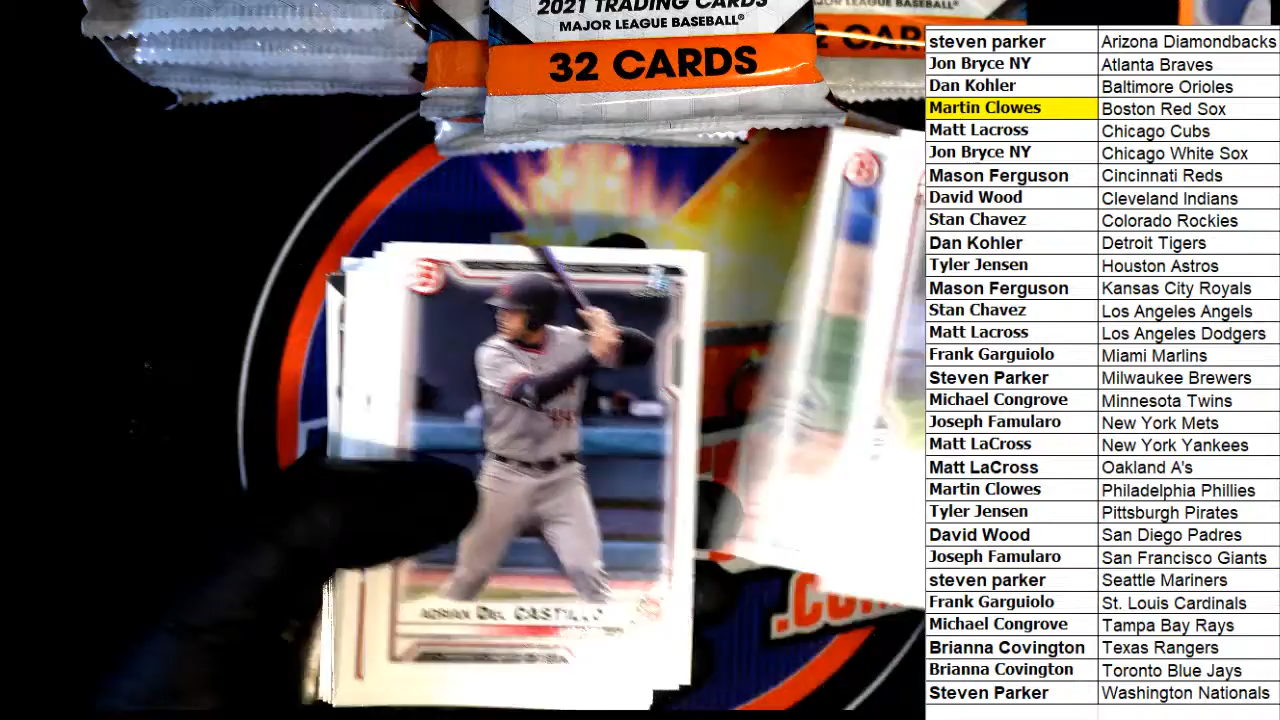 2021 TRADING CARDS
MAJOR LEAGUE BASEBALL®
32 CARDS
2 CAR
ADRIAN DEL CASTILLO
.CO
steven parker Arizona Diamondbacks
Jon Bryce NY Atlanta Braves
Dan Kohler Baltimore Orioles
Martin Clowes Boston Red Sox
Matt Lacross Chicago Cubs
Jon Bryce NY Chicago White Sox
Mason Ferguson Cincinnati Reds
David Wood Cleveland Indians
Stan Chavez Colorado Rockies
Dan Kohler Detroit Tigers
Tyler Jensen Houston Astros
Mason Ferguson Kansas City Royals
Stan Chavez Los Angeles Angels
Matt Lacross Los Angeles Dodgers
Frank Garguiolo Miami Marlins
Steven Parker Milwaukee Brewers
Michael Congrove Minnesota Twins
Joseph Famularo New York Mets
Matt LaCross New York Yankees
Matt LaCross Oakland A's
Martin Clowes Philadelphia Phillies
Tyler Jensen Pittsburgh Pirates
David Wood San Diego Padres
Joseph Famularo San Francisco Giants
steven parker Seattle Mariners
Frank Garguiolo St. Louis Cardinals
Michael Congrove Tampa Bay Rays
Brianna Covington Texas Rangers
Brianna Covington Toronto Blue Jays
Steven Parker Washington Nationals